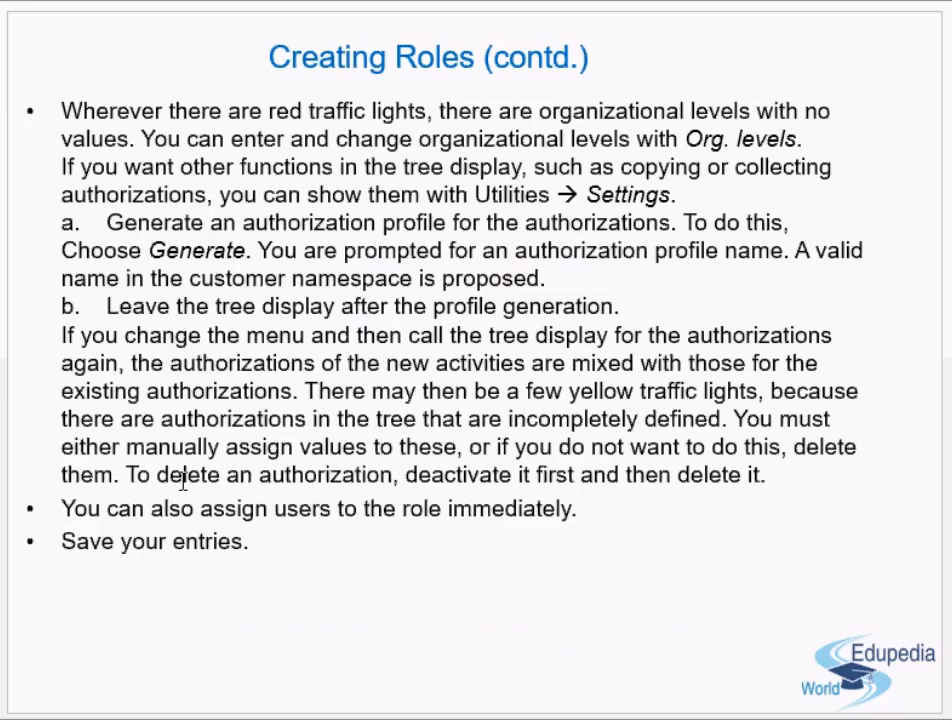 Creating Roles (contd.)
• Wherever there are red traffic lights, there are organizational levels with no
values. You can enter and change organizational levels with Org. levels.
If you want other functions in the tree display, such as copying or collecting
authorizations, you can show them with Utilities → Settings.
a. Generate an authorization profile for the authorizations. To do this,
Choose Generate. You are prompted for an authorization profile name. A valid
name in the customer namespace is proposed.
b. Leave the tree display after the profile generation.
If you change the menu and then call the tree display for the authorizations
again, the authorizations of the new activities are mixed with those for the
existing authorizations. There may then be a few yellow traffic lights, because
there are authorizations in the tree that are incompletely defined. You must
either manually assign values to these, or if you do not want to do this, delete
them. To delete an authorization, deactivate it first and then delete it.
• You can also assign users to the role immediately.
• Save your entries.
Edupedia
World